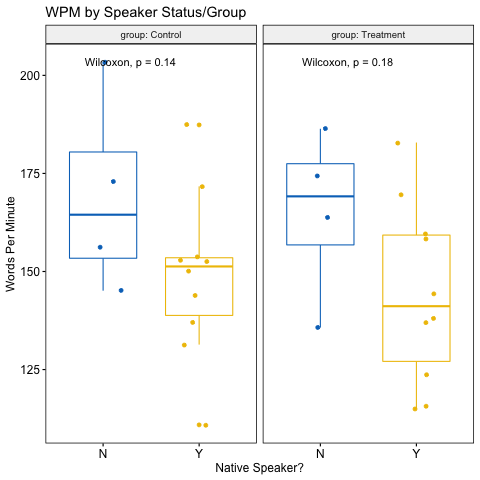 WPM by Speaker Status/Group
group: Control
group: Treatment
Wilcoxon, p = 0.14
Wilcoxon, p = 0.18
200
175
150
125
Words Per Minute
N
Y
N
Y
Native Speaker?